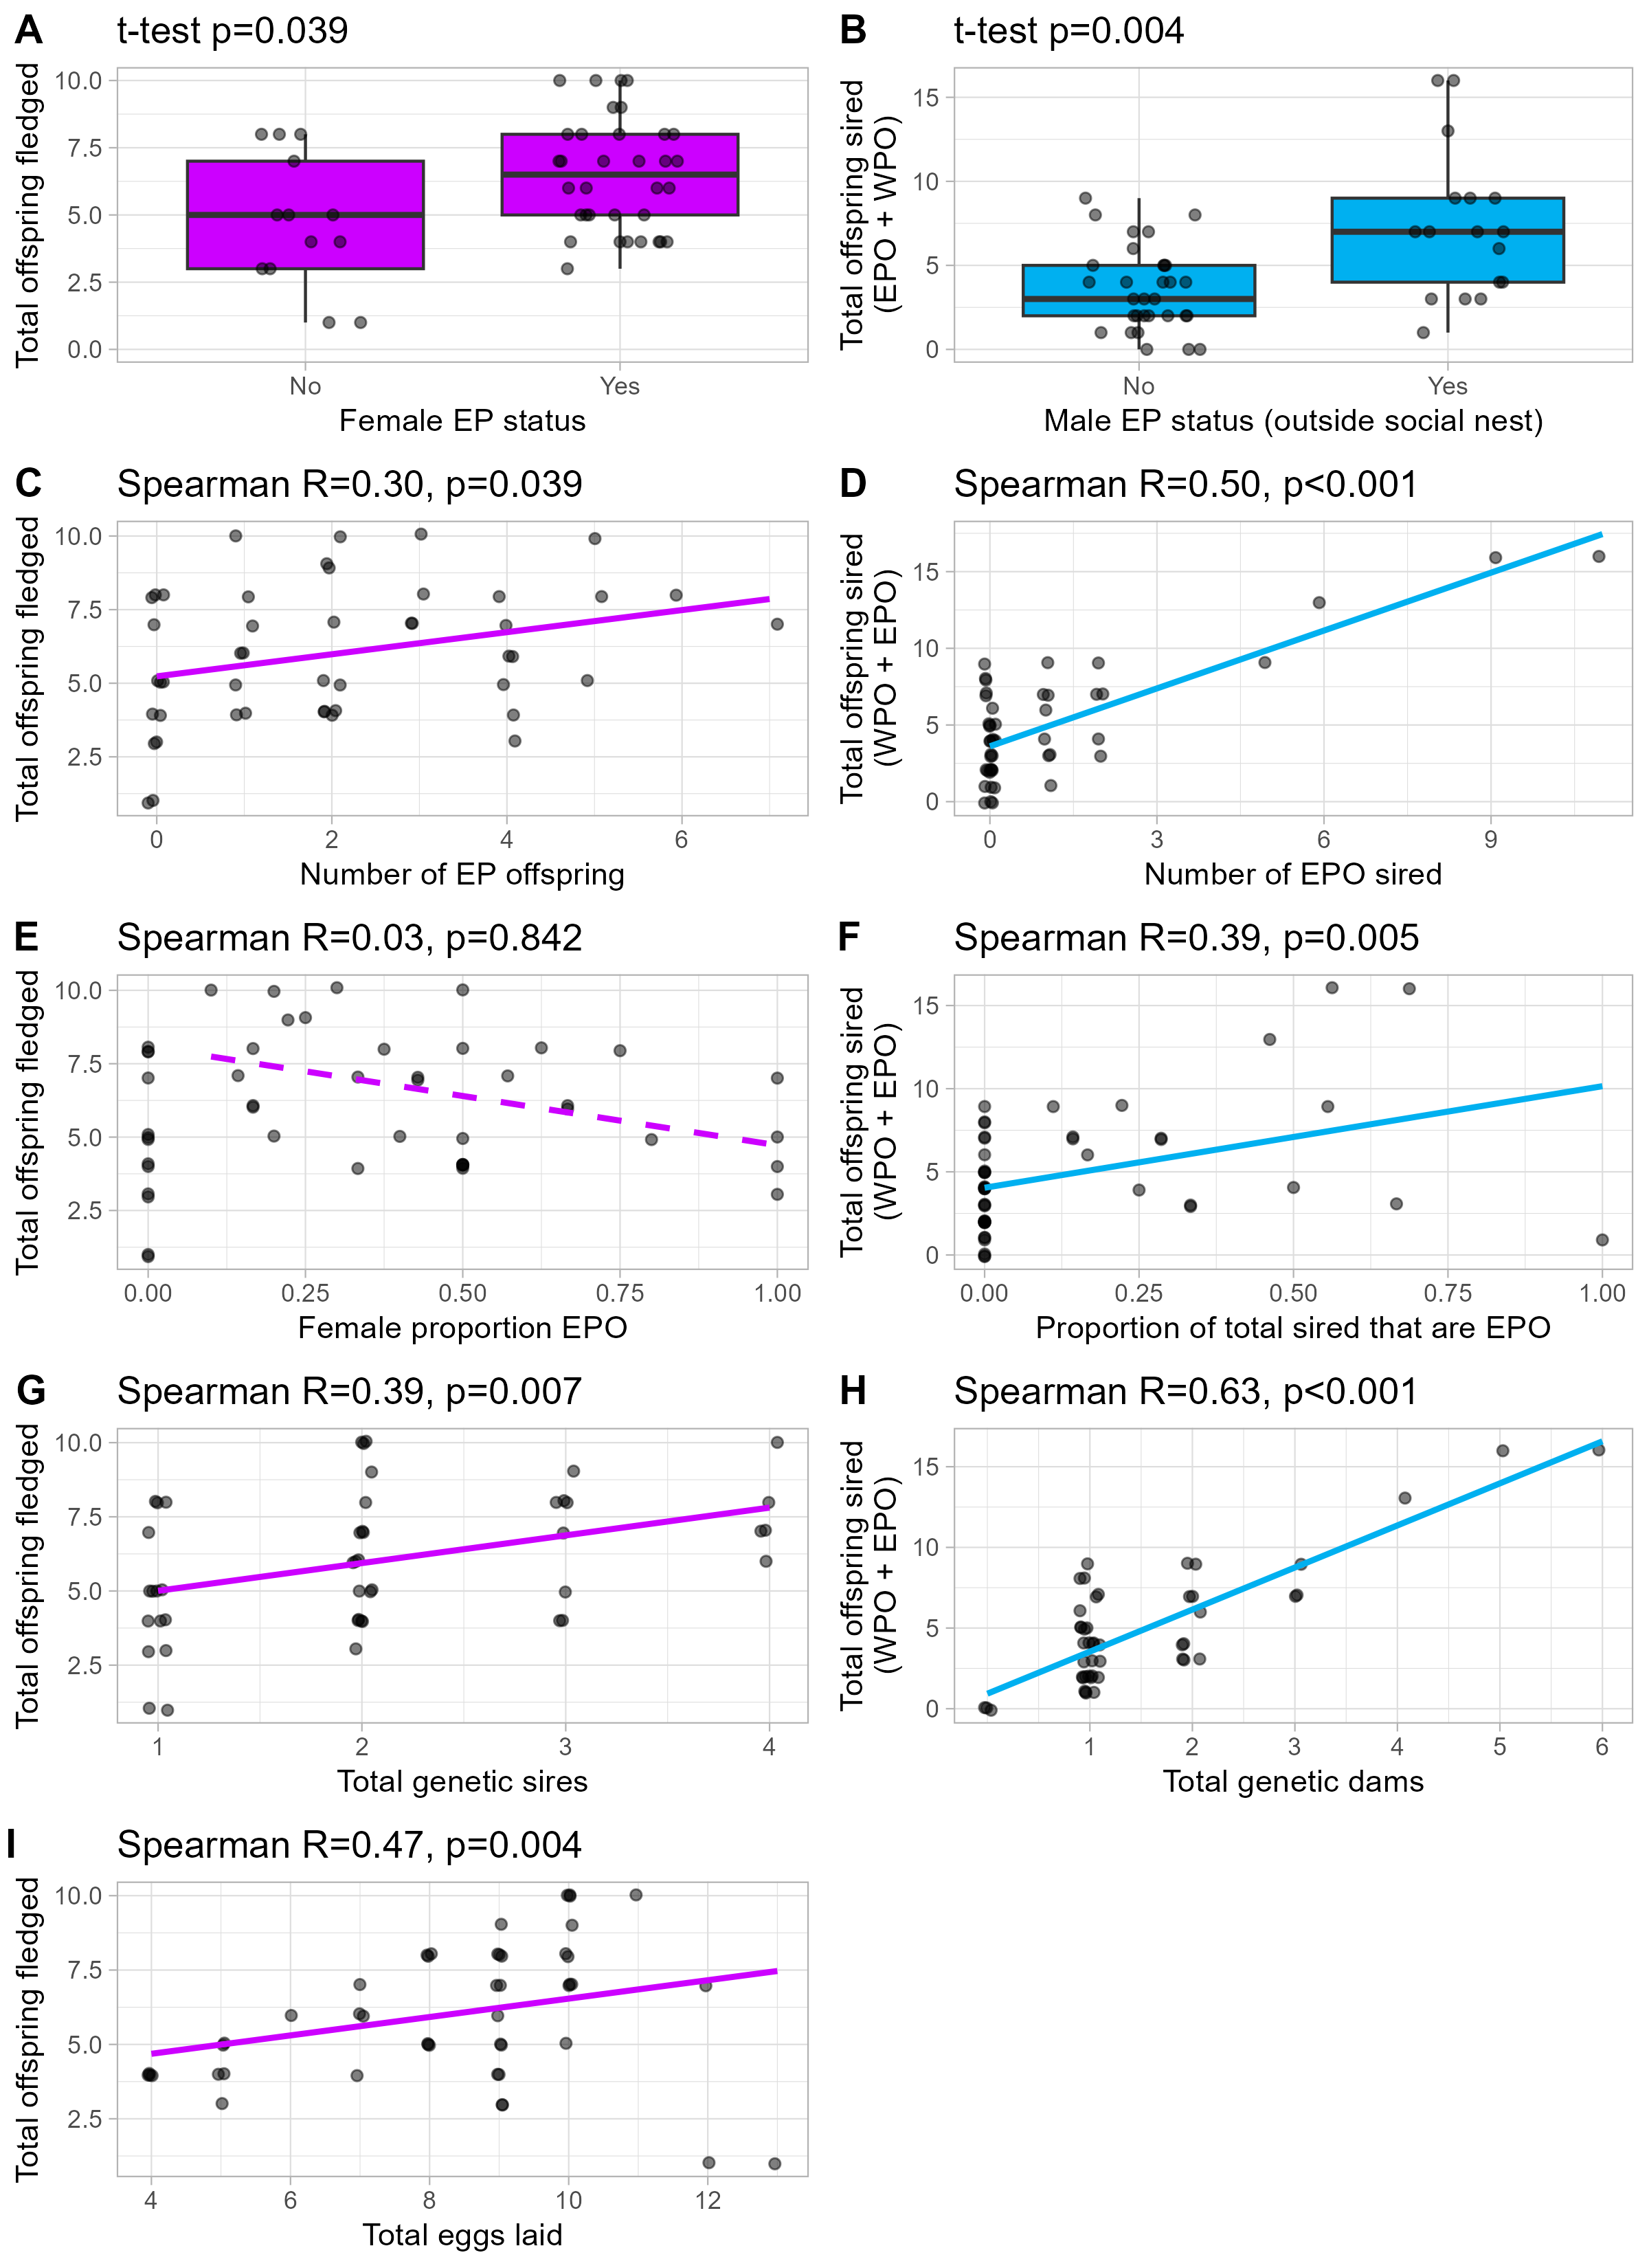 A t-test p=0.039
Total offspring fledged
10.0
7.5
5.0
2.5
0.0
No Yes
Female EP status
B t-test p=0.004
Total offspring sired
(EPO + WPO)
15
10
5
0
No Yes
Male EP status (outside social nest)
C Spearman R=0.30, p=0.039
Total offspring fledged
10.0
7.5
5.0
2.5
0 2 4 6
Number of EP offspring
D Spearman R=0.50, p<0.001
Total offspring sired
(WPO + EPO)
15
10
5
0
0 3 6 9
Number of EPO sired
E Spearman R=0.03, p=0.842
Total offspring fledged
10.0
7.5
5.0
2.5
0.00 0.25 0.50 0.75 1.00
Female proportion EPO
F Spearman R=0.39, p=0.005
Total offspring sired
(WPO + EPO)
15
10
5
0
0.00 0.25 0.50 0.75 1.00
Proportion of total sired that are EPO
G Spearman R=0.39, p=0.007
Total offspring fledged
10.0
7.5
5.0
2.5
1 2 3 4
Total genetic sires
H Spearman R=0.63, p<0.001
Total offspring sired
(WPO + EPO)
15
10
5
0
1 2 3 4 5 6
Total genetic dams
I Spearman R=0.47, p=0.004
Total offspring fledged
10.0
7.5
5.0
2.5
4 6 8 10 12
Total eggs laid